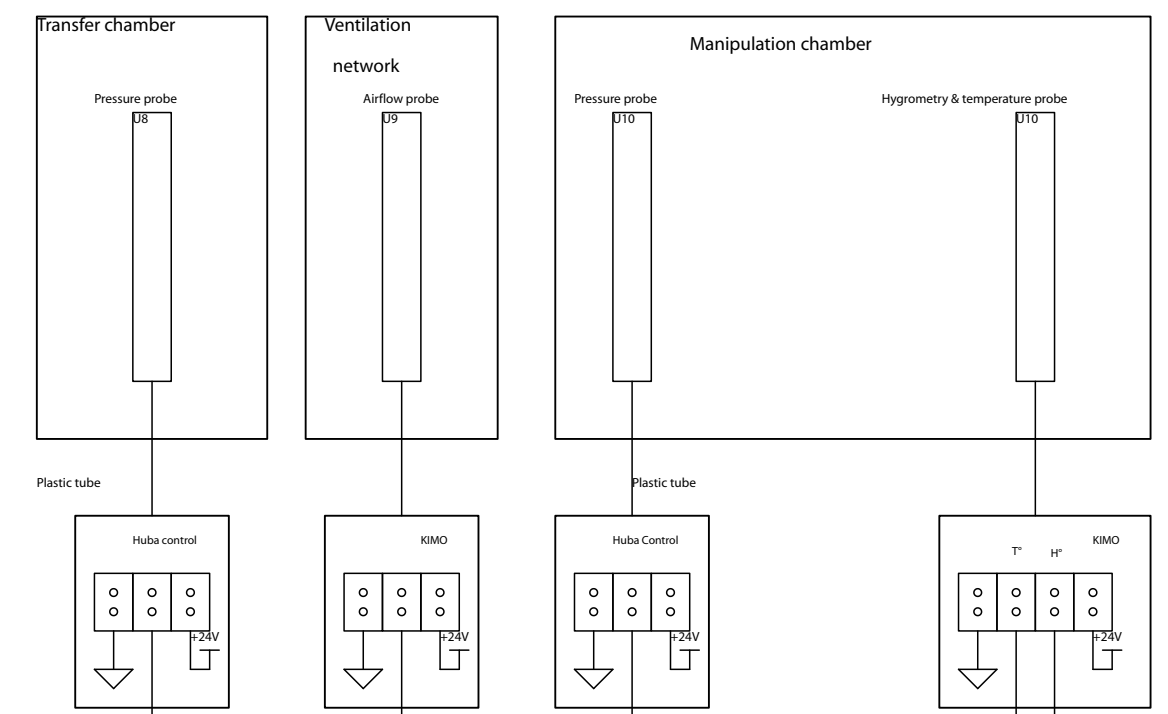 Transfer chamber
Ventilation
network
Manipulation chamber
Pressure probe
Airflow probe
Pressure probe
Hygrometry & temperature probe
U8
U9
U10
U10
Plastic tube
Plastic tube
Huba control
KIMO
Huba Control
T°
H°
KIMO
+24V
+24V
+24V
+24V